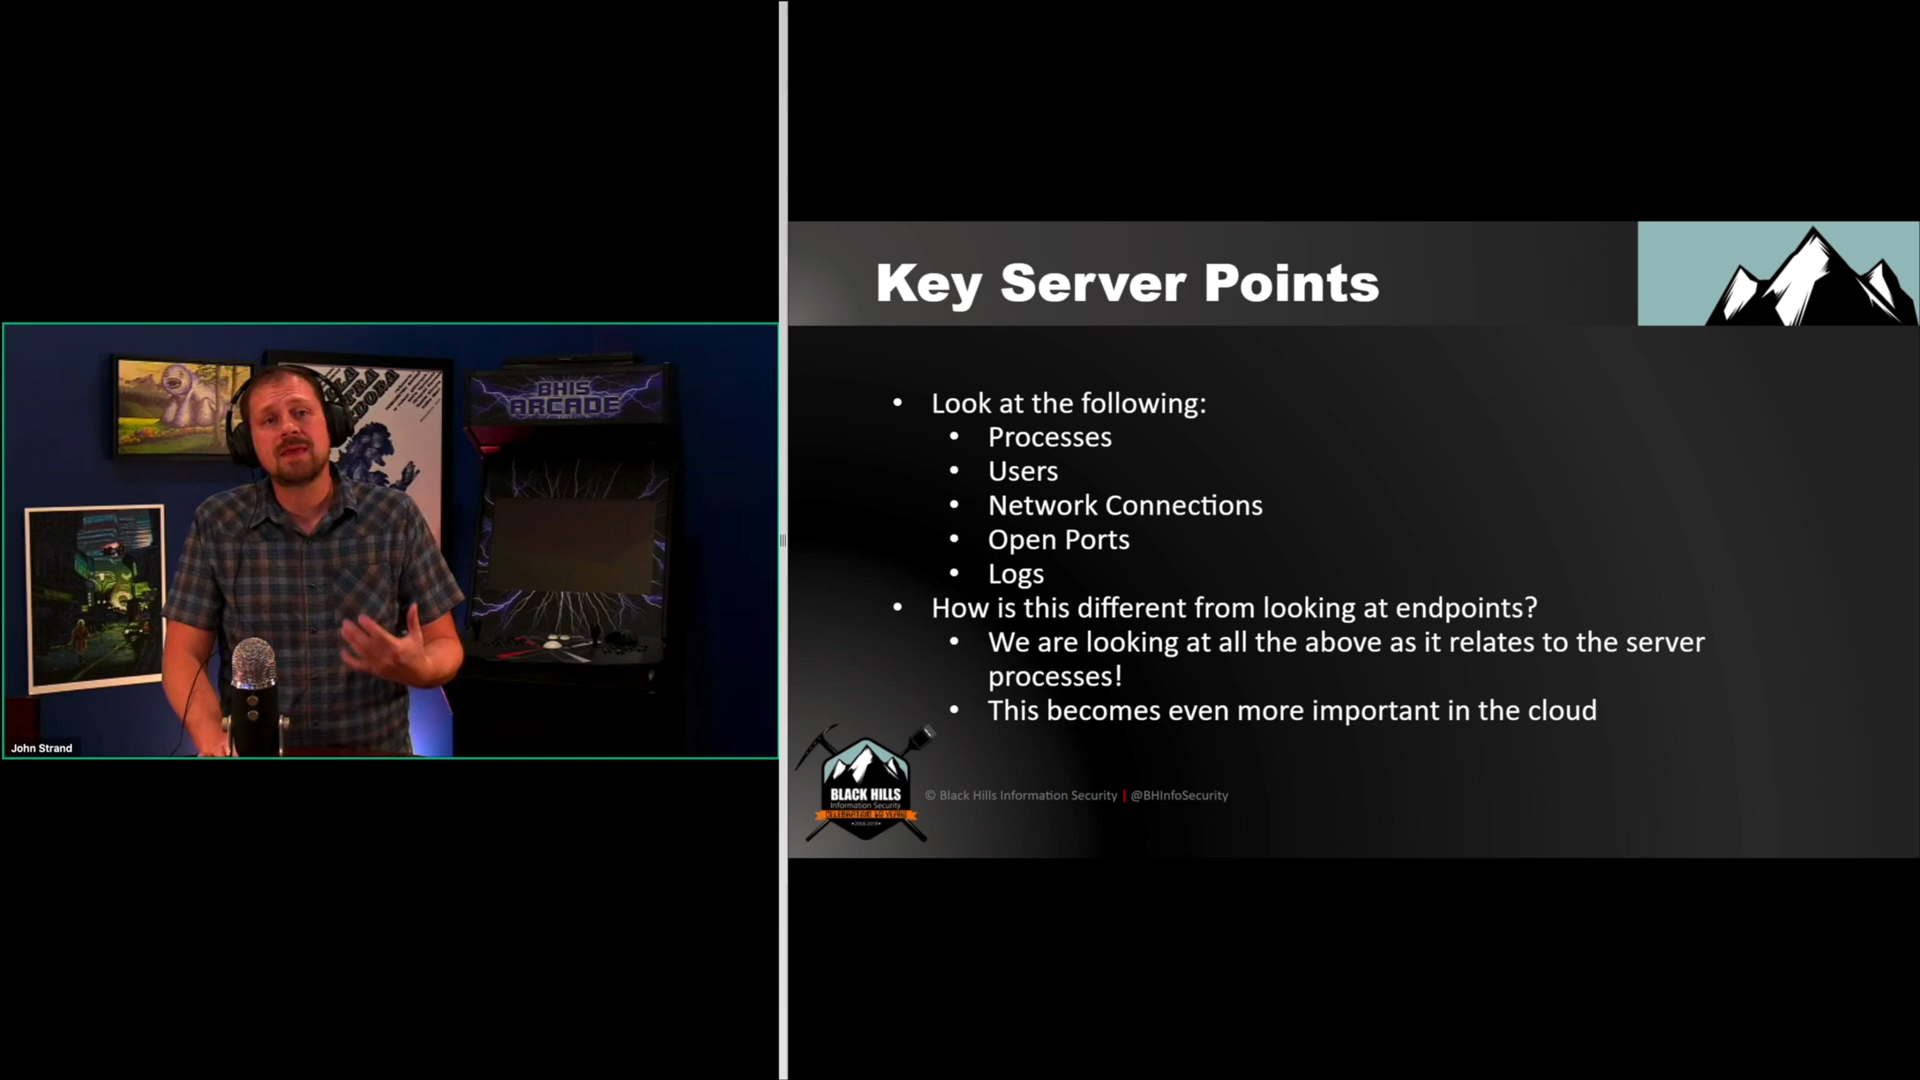 BHIS
ARCADE
John Strand
Key Server Points
• Look at the following:
• Processes
• Users
• Network Connections
• Open Ports
• Logs
• How is this different from looking at endpoints?
• We are looking at all the above as it relates to the server
processes!
• This becomes even more important in the cloud
BLACK HILLS
Information Security
© Black Hills Information Security | @BHInfoSecurity